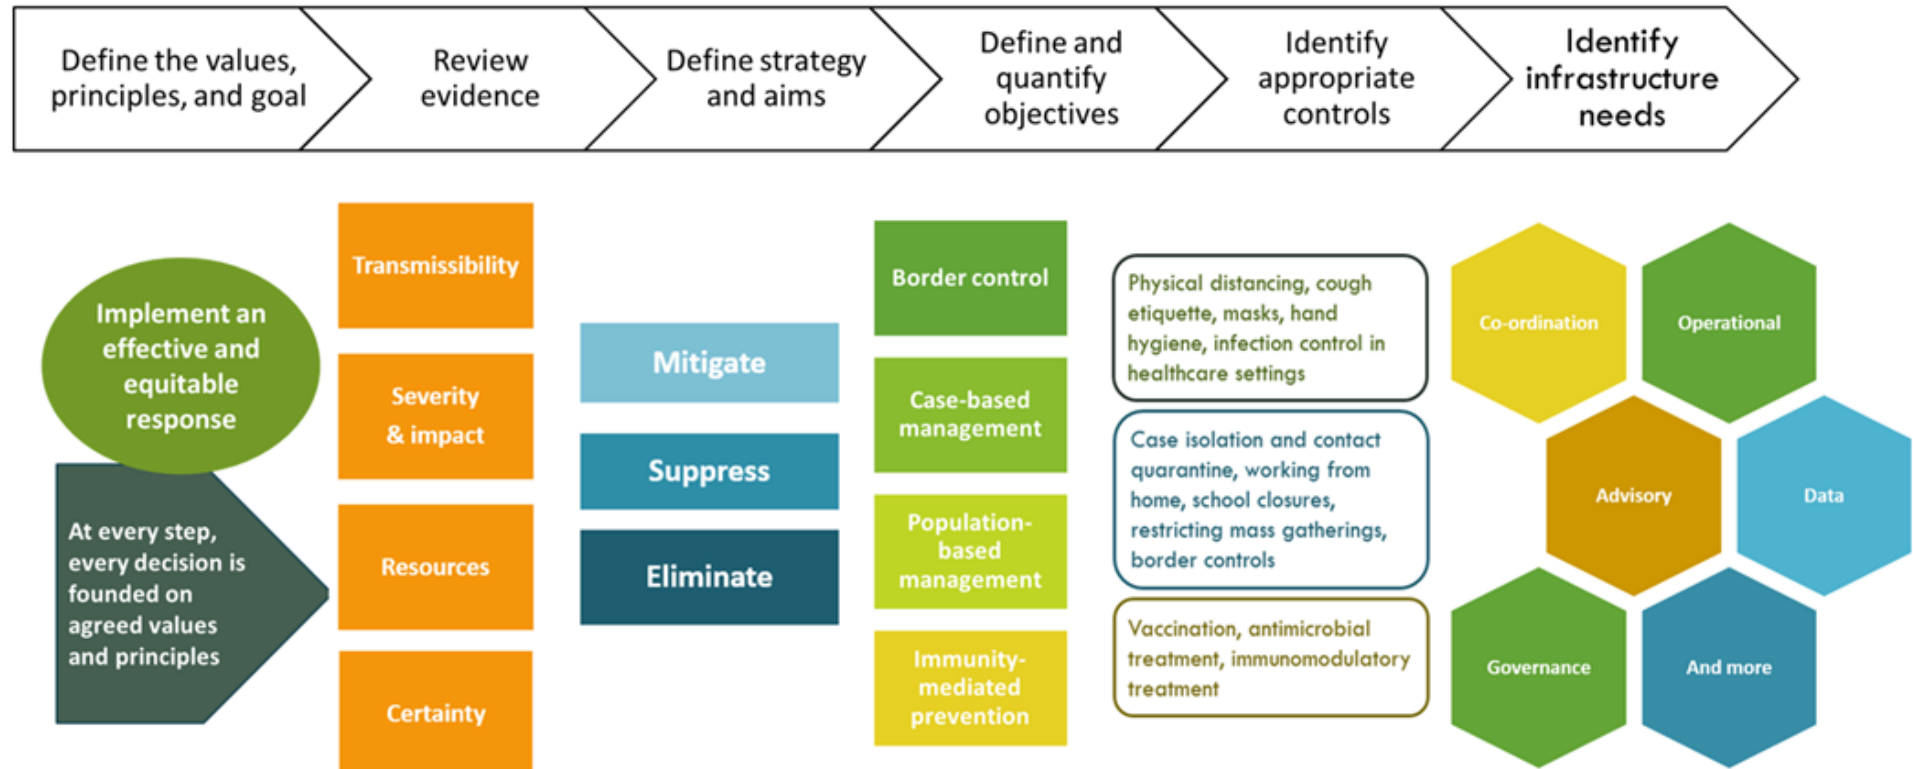 Define the values,
principles, and goal
Review
evidence
Define strategy
and aims
Define and
quantify
objectives
Identify
appropriate
controls
Identify
infrastructure
needs
Implement an
effective and
equitable
response
At every step,
every decision is
founded on
agreed values
and principles
Transmissibility
Severity
& impact
Resources
Certainty
Mitigate
Suppress
Eliminate
Border control
Case-based
management
Population-
based
management
Immunity-
mediated
prevention
Physical distancing, cough
etiquette, masks, hand
hygiene, infection control in
healthcare settings
Case isolation and contact
quarantine, working from
home, school closures,
restricting mass gatherings,
border controls
Vaccination, antimicrobial
treatment, immunomodulatory
treatment
Co-ordination
Operational
Advisory
Data
Governance
And more